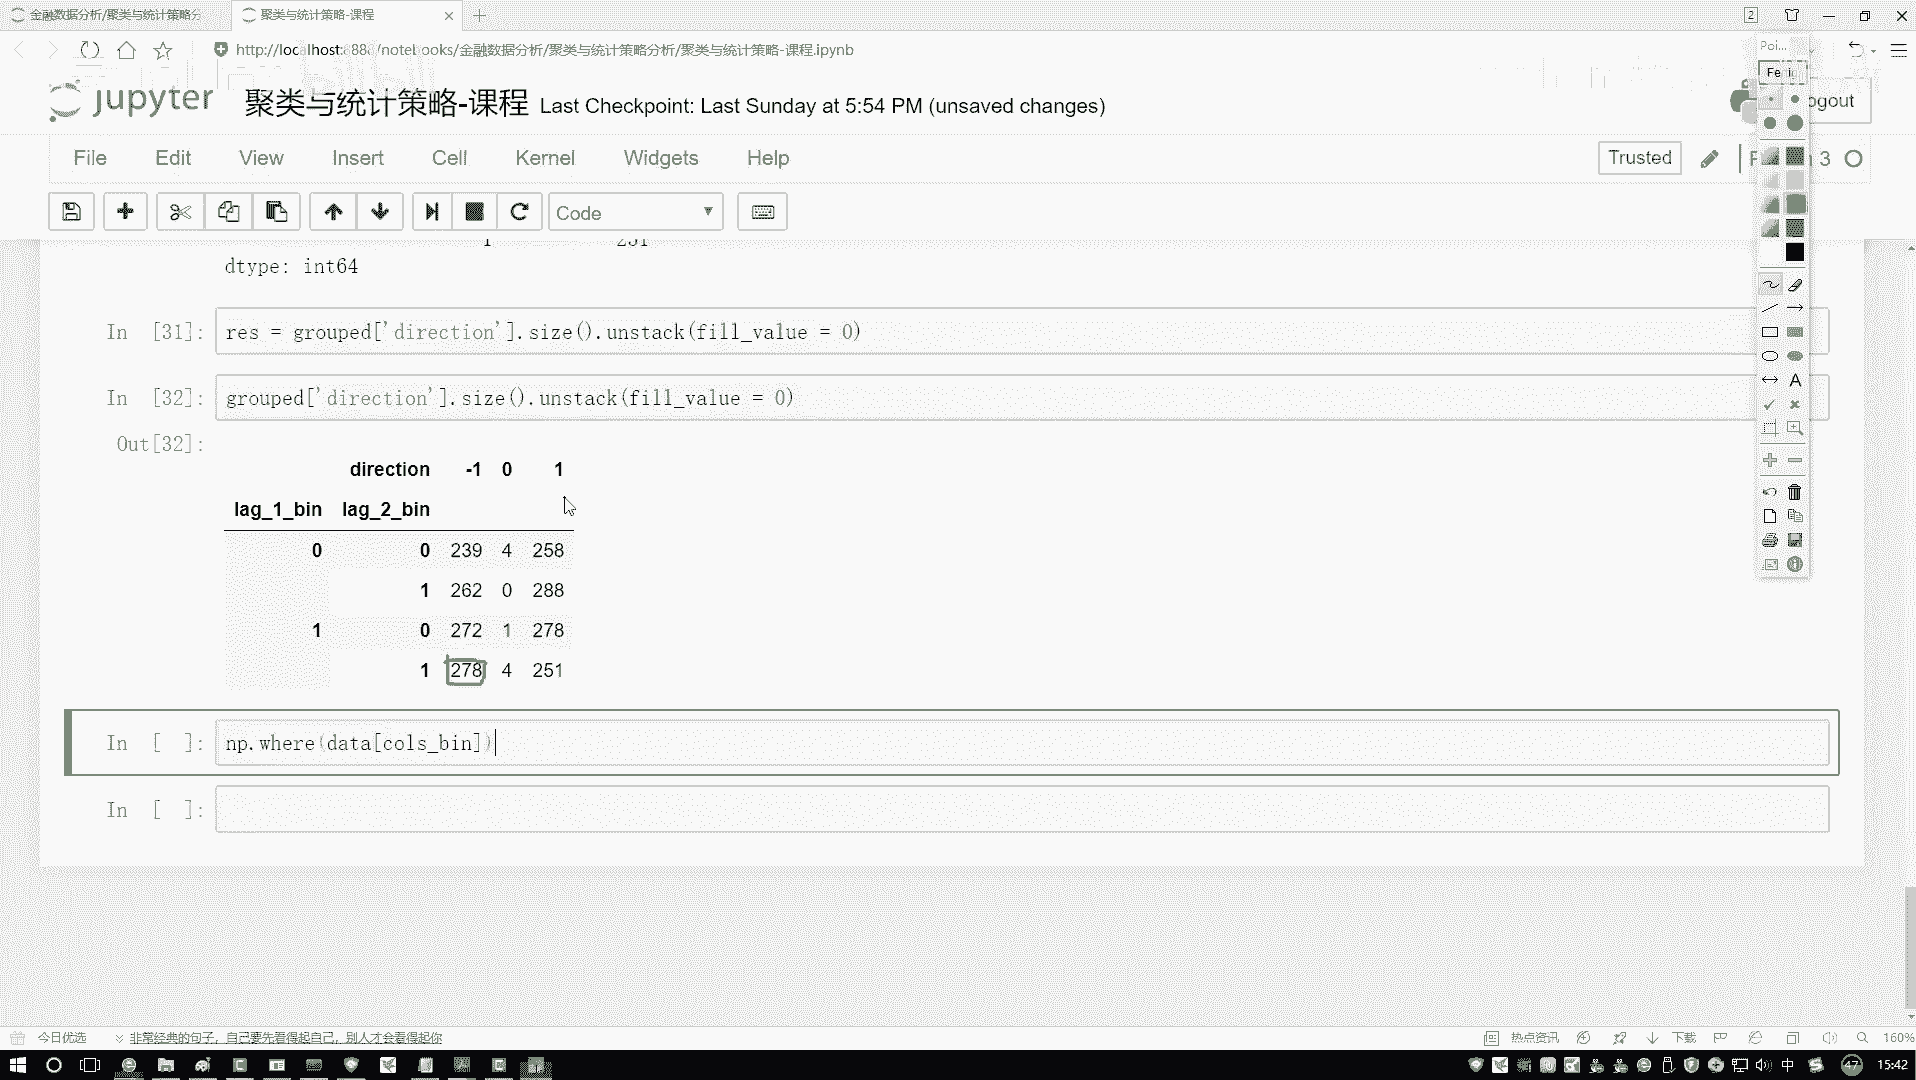 金融数据分析/聚类与统计策略分
聚类与统计策略-课程
2
http://localhost:888 /notebooks/金融数据分析/聚类与统计策略分析/聚类与统计策略-课程.ipynb
Poi...
jupyter 聚类与统计策略-课程 Last Checkpoint: Last Sunday at 5:54 PM (unsaved changes)
ogout
File Edit View Insert Cell Kernel Widgets Help
Trusted
3
Code
dtype: int64
In [31]: res = grouped['direction'].size().unstack(fill_value = 0)
In [32]: grouped['direction'].size().unstack(fill_value = 0)
Out[32]:
direction -1 0 1
lag_1_bin lag_2_bin
0 0 239 4 258
1 262 0 288
1 0 272 1 278
1 278 4 251
In [ ]: np.where(data[cols_bin])
In [ ]:
今日优选 非常经典的句子，自己要先看得起自己，别人才会看得起你
热点资讯 下载 160%
中 47 15:42